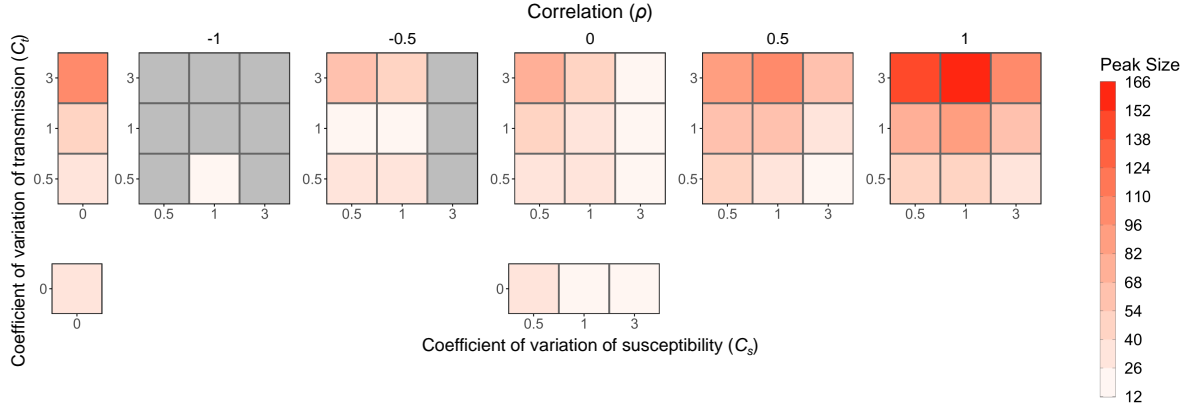 Correlation (ρ)
-1 -0.5 0 0.5 1
Coefficient of variation of transmission (Cₜ)
3 3 3 3 3 3
1 1 1 1 1 1
0.5 0.5 0.5 0.5 0.5 0.5
0 0.5 1 3 0.5 1 3 0.5 1 3 0.5 1 3 0.5 1 3
0 0
0 0.5 1 3
Coefficient of variation of susceptibility (Cₛ)
Peak Size
166
152
138
124
110
96
82
68
54
40
26
12